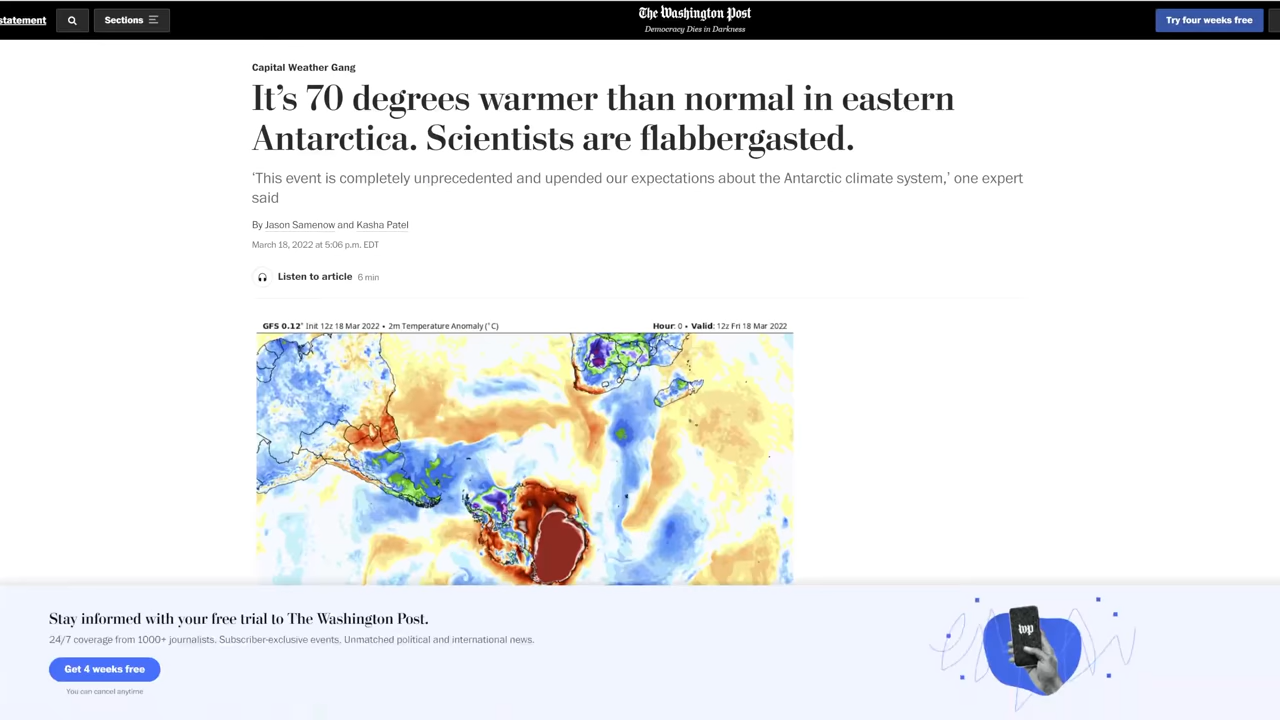 statement
Sections
The Washington Post
Democracy Dies in Darkness
Try four weeks free
Capital Weather Gang
It’s 70 degrees warmer than normal in eastern
Antarctica. Scientists are flabbergasted.
‘This event is completely unprecedented and upended our expectations about the Antarctic climate system,’ one expert
said
By Jason Samenow and Kasha Patel
March 18, 2022 at 5:06 p.m. EDT
Listen to article 6 min
GFS 0.12° Init 12z 18 Mar 2022 • 2m Temperature Anomaly (°C)
Hour: 0 • Valid: 12z Fri 18 Mar 2022
Stay informed with your free trial to The Washington Post.
24/7 coverage from 1000+ journalists. Subscriber-exclusive events. Unmatched political and international news.
Get 4 weeks free
You can cancel anytime
wp